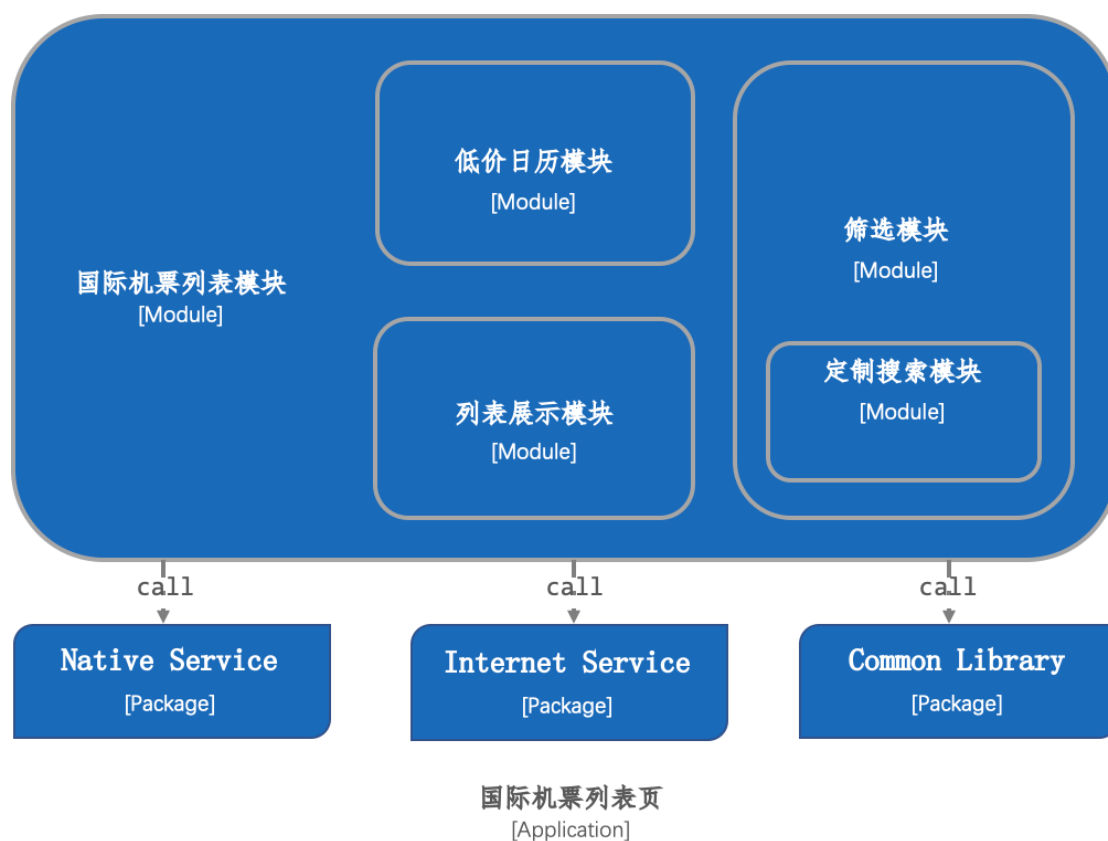 低价日历模块
[Module]
筛选模块
[Module]
国际机票列表模块
[Module]
定制搜索模块
[Module]
列表展示模块
[Module]
call
call
call
Native Service
[Package]
Internet Service
[Package]
Common Library
[Package]
国际机票列表页
[Application]